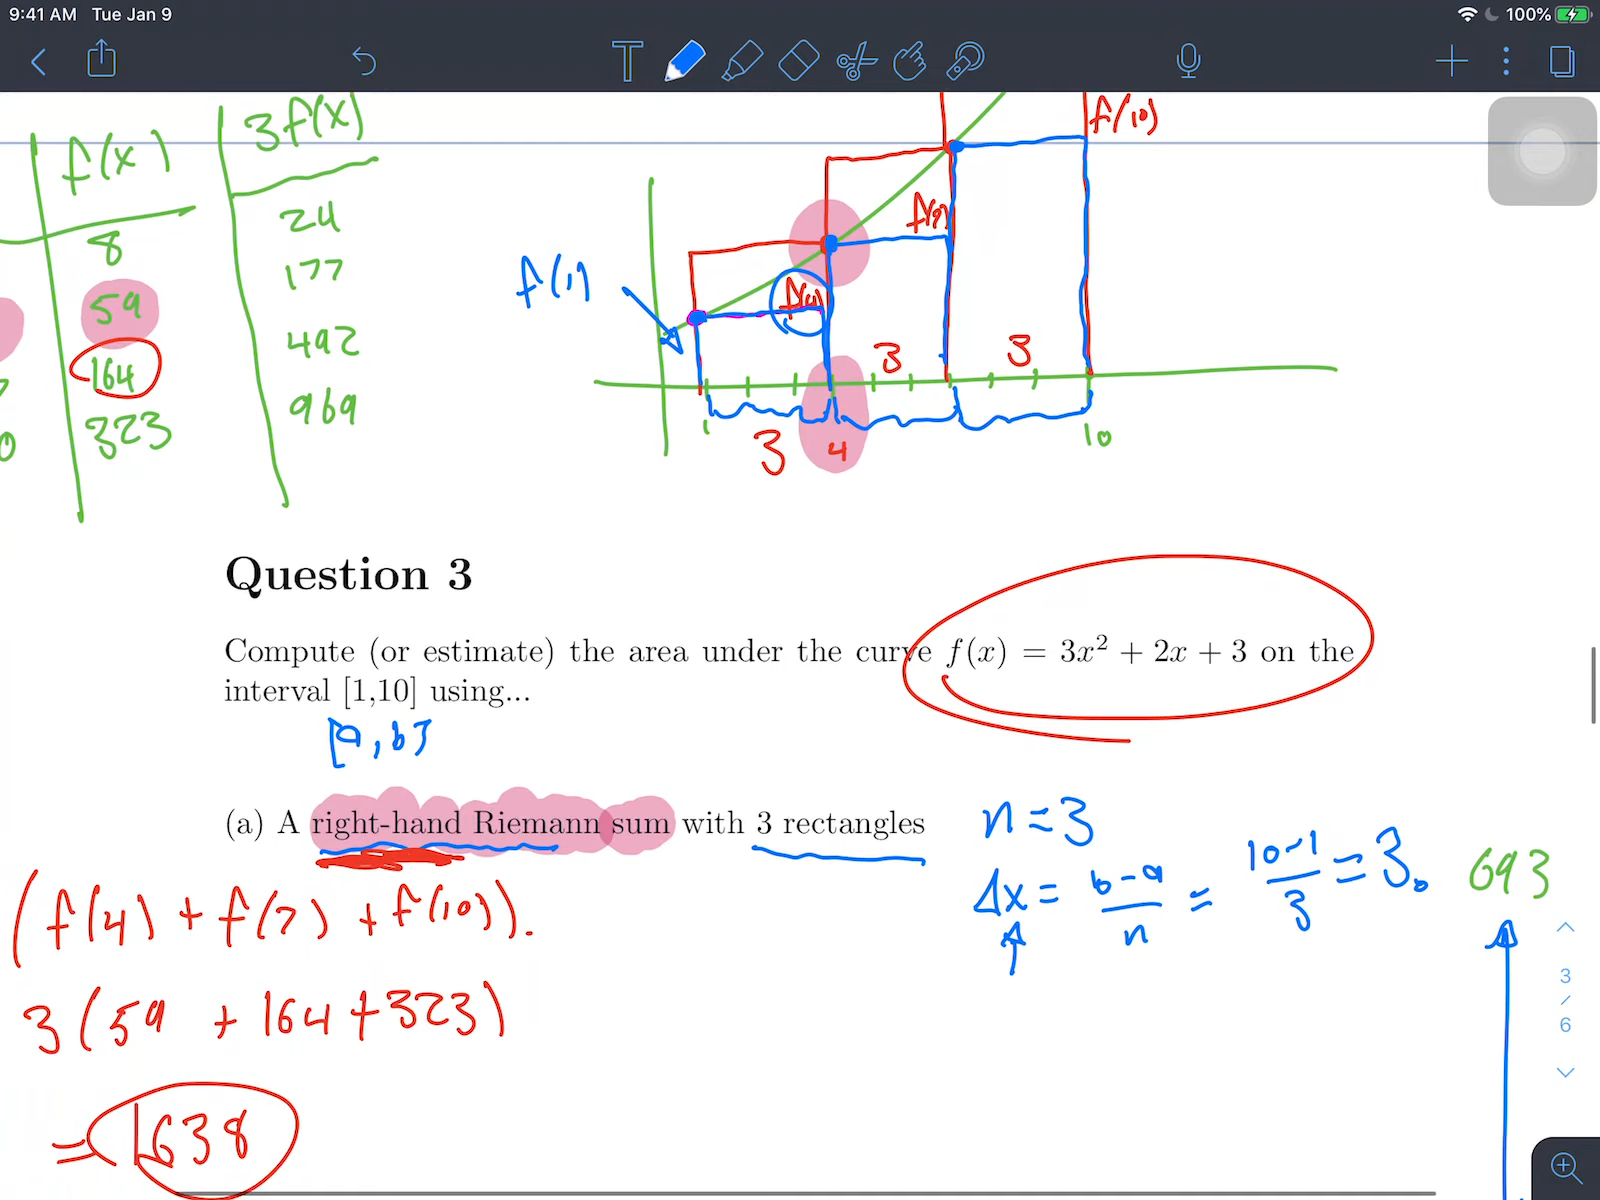 9:41 AM Tue Jan 9
100%
T
f(x)
3f(x)
8
24
59
177
164
492
323
969
0
f(1)
f(4)
f(7)
f(10)
3
3
3
1
4
10
Question 3
Compute (or estimate) the area under the curve f(x) = 3x² + 2x + 3 on the
interval [1,10] using...
[a,b]
(a) A right-hand Riemann sum with 3 rectangles
n=3
Δx = b-a/n = 10-1/3 = 3.
693
(f(4) + f(7) + f(10)).
3(59 + 164 + 323)
= 1638
3
/
6